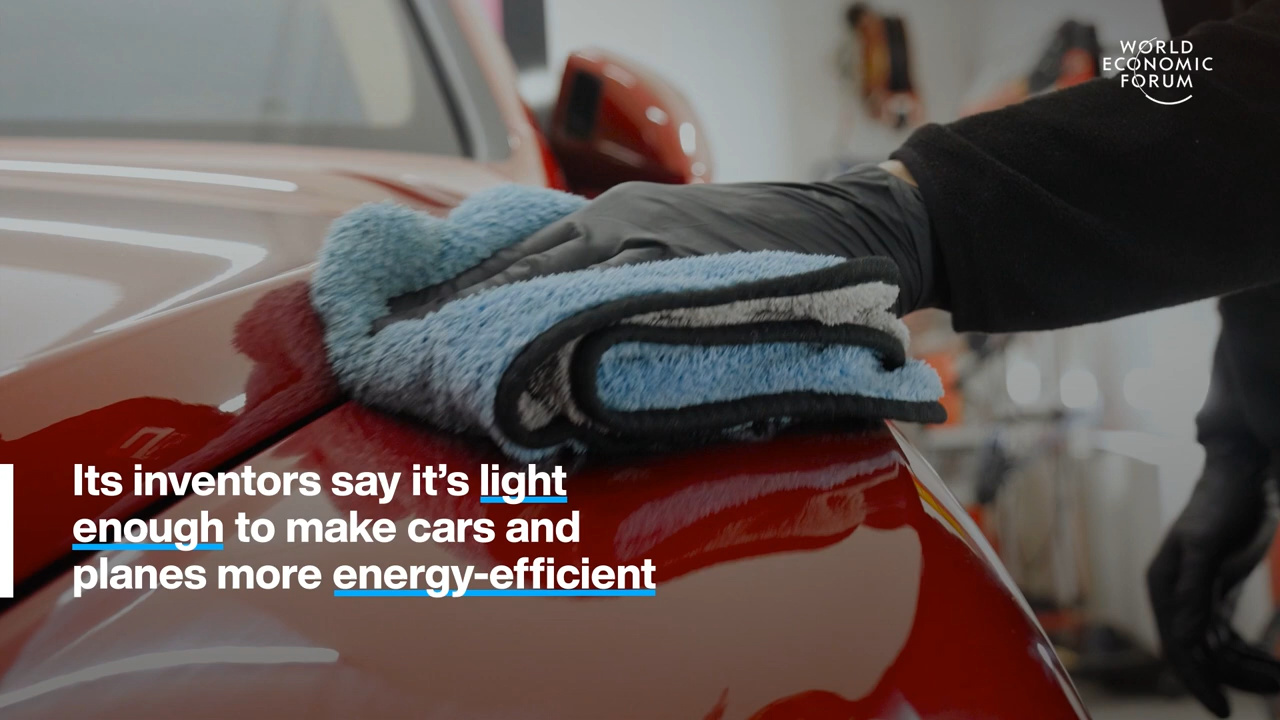 WORLD
ECONOMIC
FORUM
Its inventors say it’s light
enough to make cars and
planes more energy-efficient